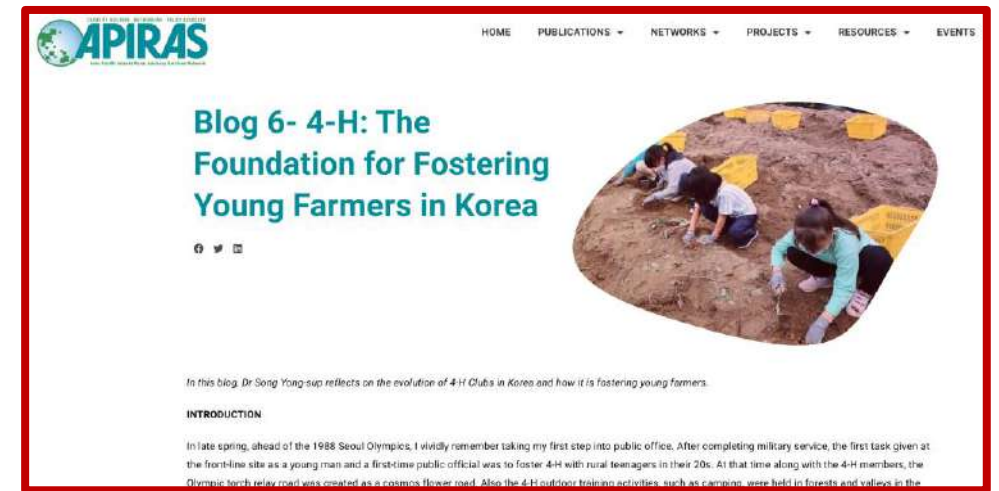 APIRAS
HOME PUBLICATIONS NETWORKS PROJECTS RESOURCES EVENTS
Blog 6- 4-H: The
Foundation for Fostering
Young Farmers in Korea
In this blog, Dr Song Yong-sup reflects on the evolution of 4-H Clubs in Korea and how it is fostering young farmers.
INTRODUCTION
In late spring, ahead of the 1988 Seoul Olympics, I vividly remember taking my first step into public office. After completing military service, the first task given at
the front-line site as a young man and a first-time public official was to foster 4-H with rural teenagers in their 20s. At that time along with the 4-H members, the
Olympic torch relay road was created as a cosmos flower road. Also the 4-H outdoor training activities, such as camping, were held in forests and valleys in the